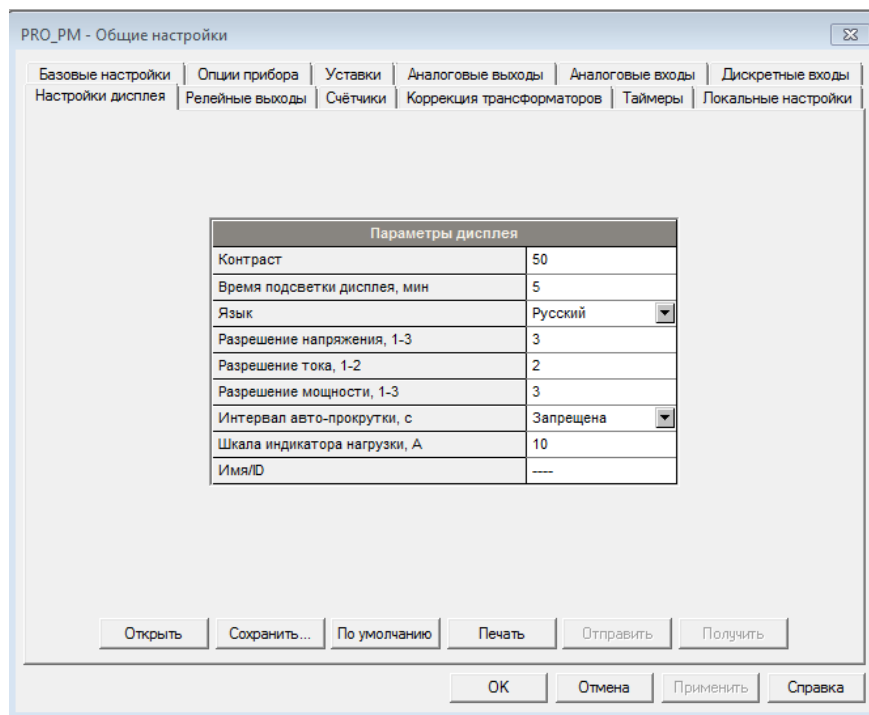 PRO_PM - Общие настройки
Базовые настройки Опции прибора Уставки Аналоговые выходы Аналоговые входы Дискретные входы
Настройки дисплея Релейные выходы Счётчики Коррекция трансформаторов Таймеры Локальные настройки
Параметры дисплея
Контраст 50
Время подсветки дисплея, мин 5
Язык Русский
Разрешение напряжения, 1-3 3
Разрешение тока, 1-2 2
Разрешение мощности, 1-3 3
Интервал авто-прокрутки, с Запрещена
Шкала индикатора нагрузки, А 10
Имя/ID ----
Открыть Сохранить... По умолчанию Печать Отправить Получить
OK Отмена Применить Справка